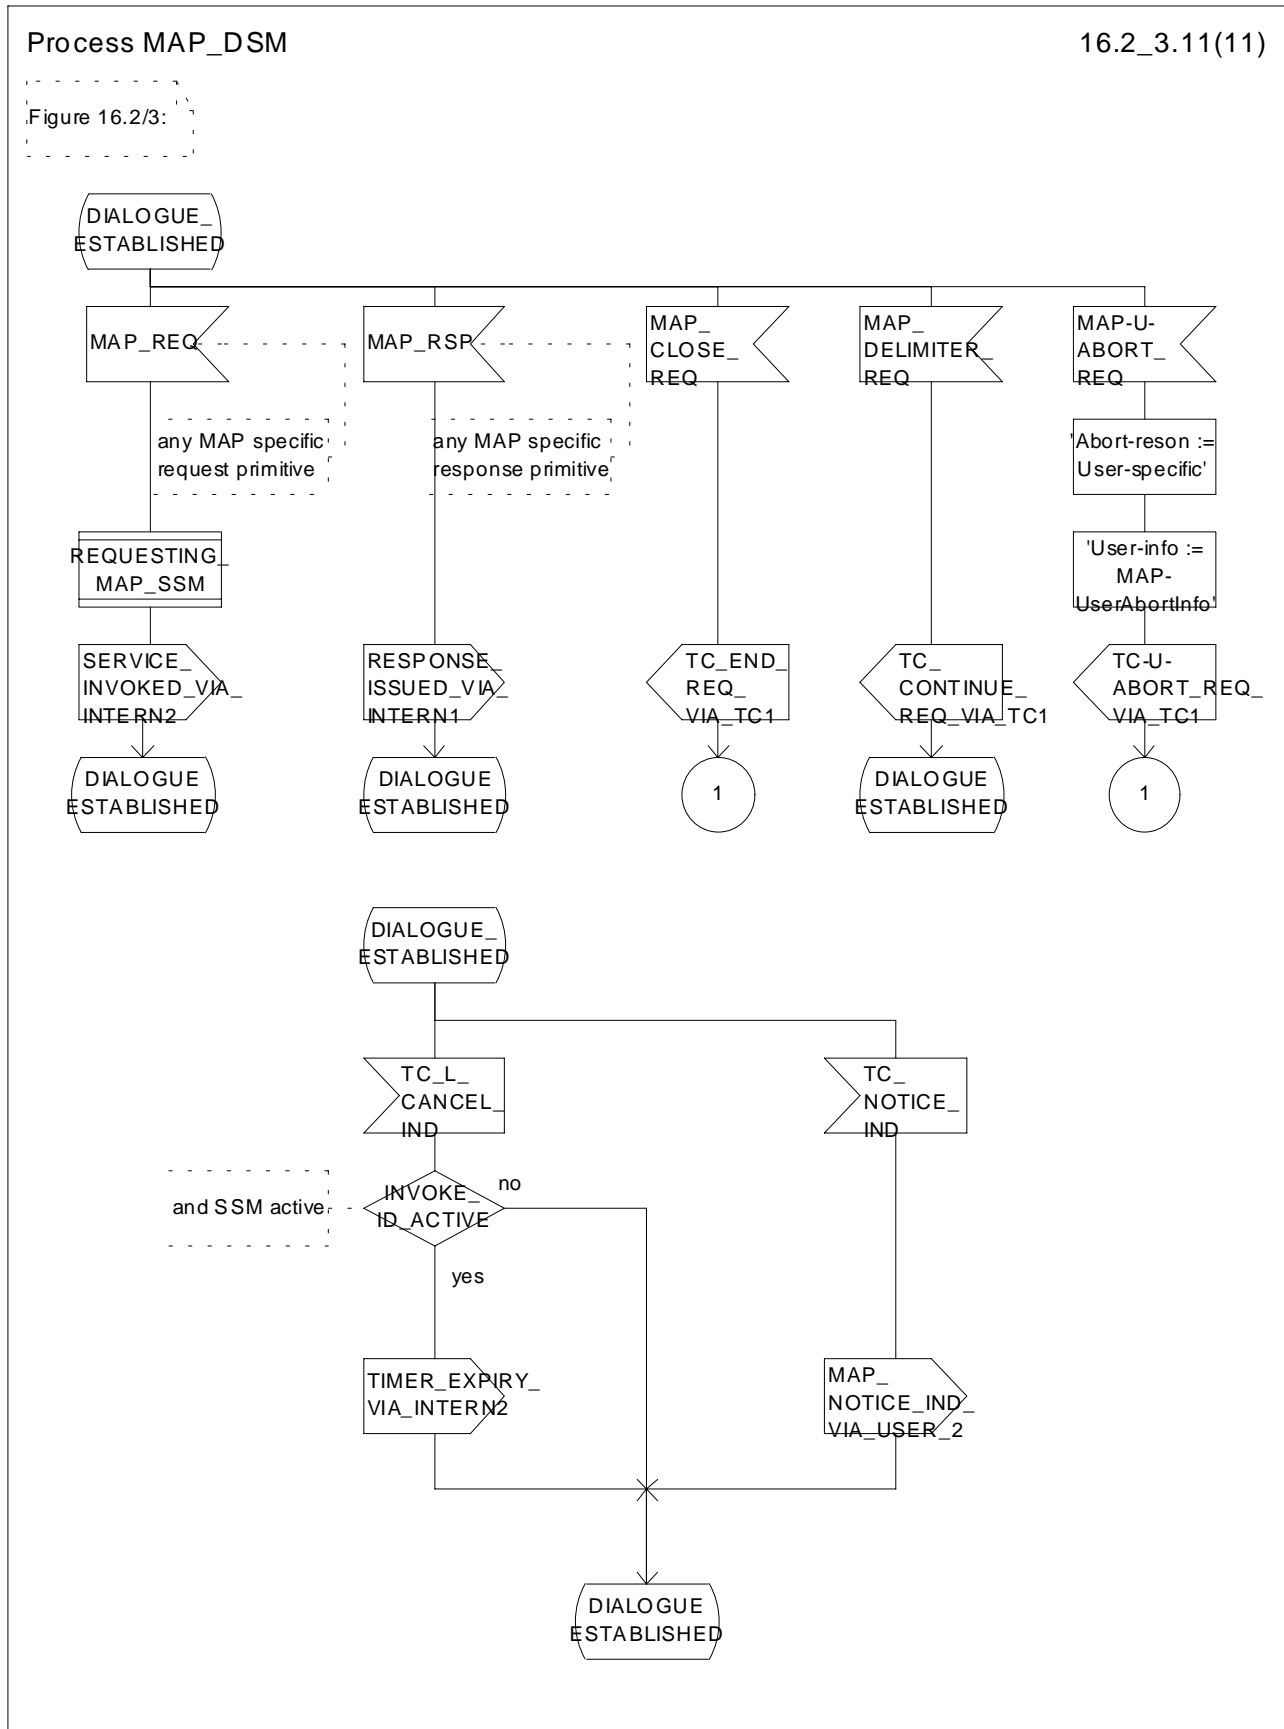 Process MAP_DSM
16.2_3.11(11)
Figure 16.2/3:
DIALOGUE_
ESTABLISHED
MAP_REQ
MAP_RSP
MAP_
CLOSE_
REQ
MAP_
DELIMITER_
REQ
MAP-U-
ABORT_
REQ
any MAP specific
request primitive
any MAP specific
response primitive
'Abort-reson :=
User-specific'
REQUESTING_
MAP_SSM
'User-info :=
MAP-
UserAbortInfo'
SERVICE_
INVOKED_VIA_
INTERN2
RESPONSE_
ISSUED_VIA_
INTERN1
TC_END_
REQ_
VIA_TC1
TC_
CONTINUE_
REQ_VIA_TC1
TC-U-
ABORT_REQ_
VIA_TC1
DIALOGUE
ESTABLISHED
DIALOGUE
ESTABLISHED
1
DIALOGUE
ESTABLISHED
1
DIALOGUE_
ESTABLISHED
TC_L_
CANCEL_
IND
TC_
NOTICE_
IND
and SSM active
INVOKE_
ID_ACTIVE
no
yes
TIMER_EXPIRY_
VIA_INTERN2
MAP_
NOTICE_IND_
VIA_USER_2
DIALOGUE
ESTABLISHED